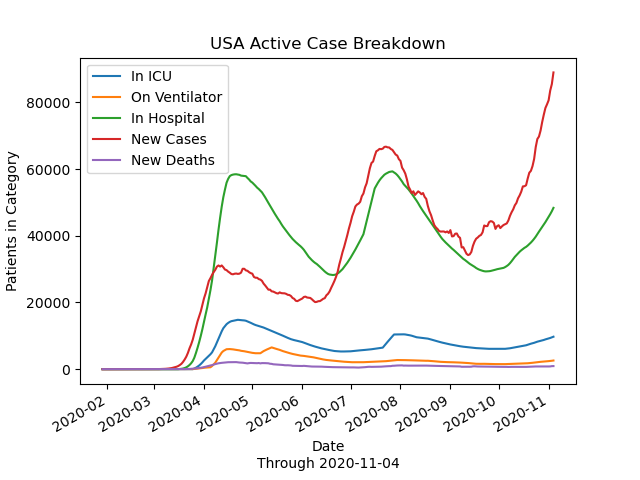 USA Active Case Breakdown
In ICU
On Ventilator
In Hospital
New Cases
New Deaths
80000
60000
40000
20000
0
Patients in Category
2020-02
2020-03
2020-04
2020-05
2020-06
2020-07
2020-08
2020-09
2020-10
2020-11
Date
Through 2020-11-04